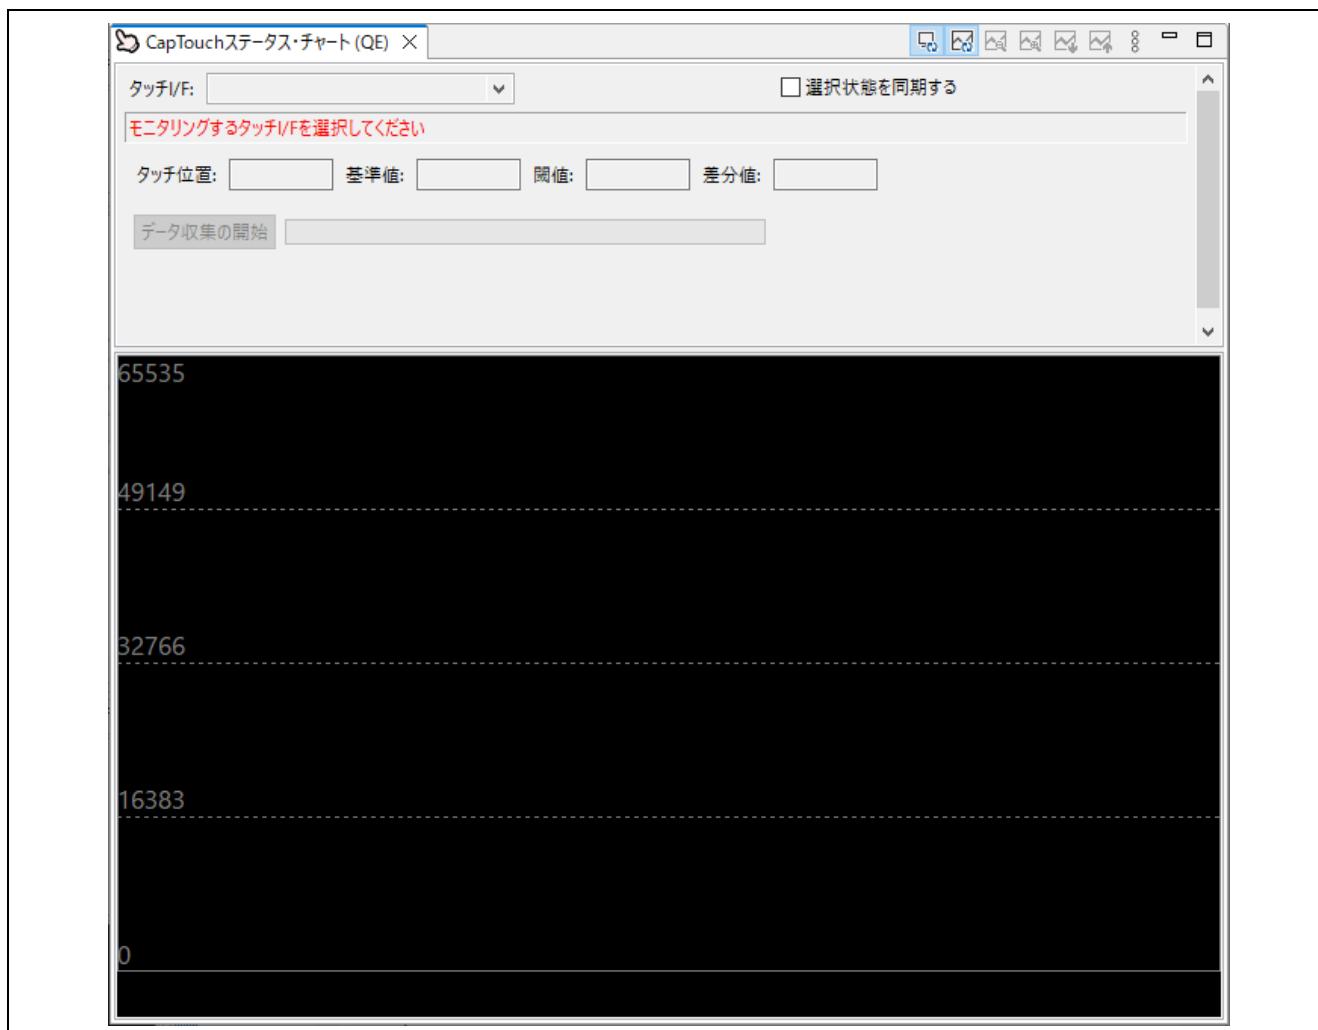 CapTouchステータス・チャート (QE)
タッチI/F:
選択状態を同期する
モニタリングするタッチI/Fを選択してください
タッチ位置: 基準値: 閾値: 差分値:
データ収集の開始
65535
49149
32766
16383
0